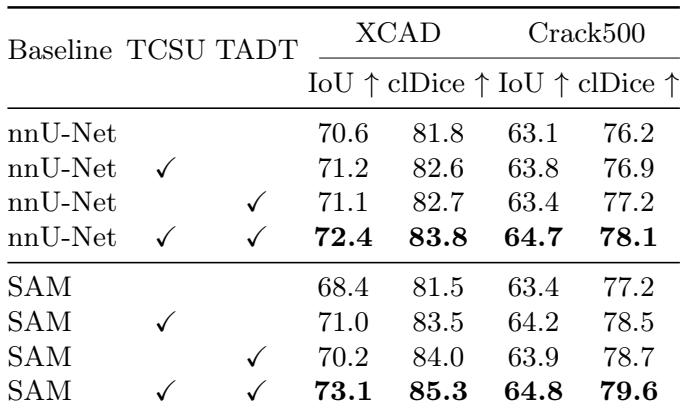 Baseline TCSU TADT XCAD Crack500
IoU ↑ clDice ↑ IoU ↑ clDice ↑
nnU-Net 70.6 81.8 63.1 76.2
nnU-Net ✓ 71.2 82.6 63.8 76.9
nnU-Net ✓ 71.1 82.7 63.4 77.2
nnU-Net ✓ ✓ 72.4 83.8 64.7 78.1
SAM 68.4 81.5 63.4 77.2
SAM ✓ 71.0 83.5 64.2 78.5
SAM ✓ 70.2 84.0 63.9 78.7
SAM ✓ ✓ 73.1 85.3 64.8 79.6